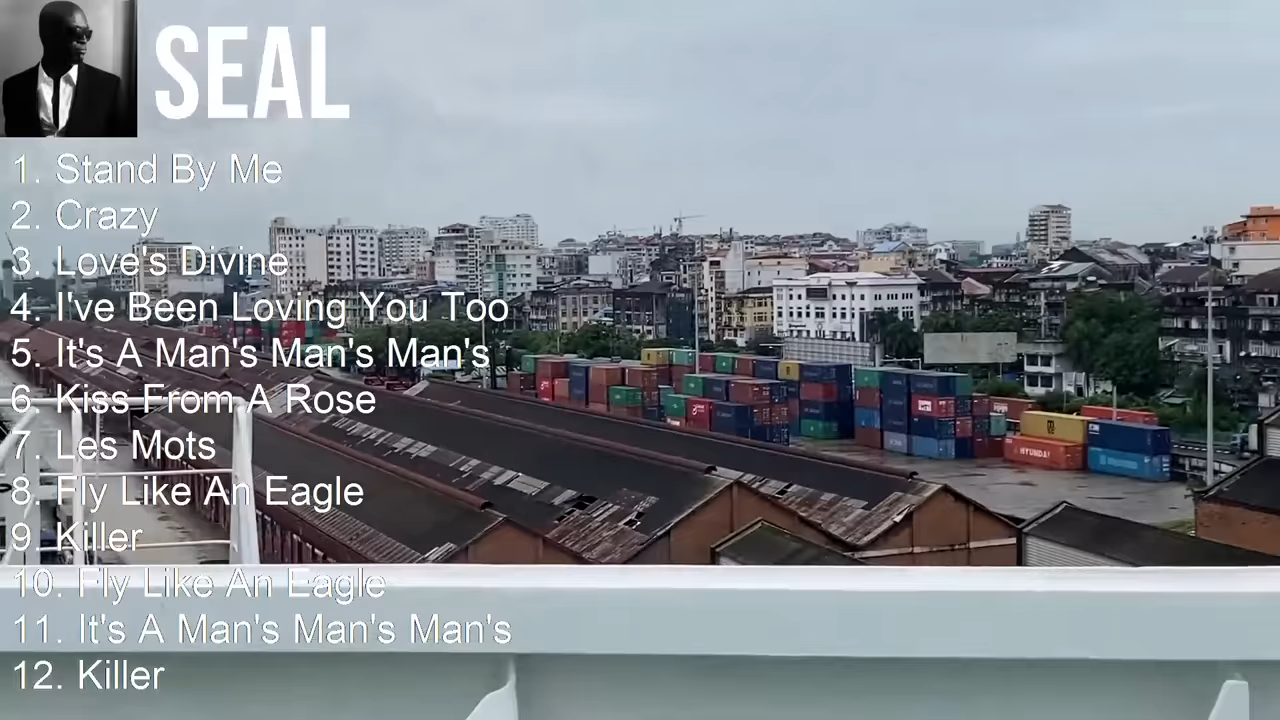 SEAL
1. Stand By Me
2. Crazy
3. Love's Divine
4. I've Been Loving You Too
5. It's A Man's Man's Man's
6. Kiss From A Rose
7. Les Mots
8. Fly Like An Eagle
9. Killer
10. Fly Like An Eagle
11. It's A Man's Man's Man's
12. Killer
HYUNDAI